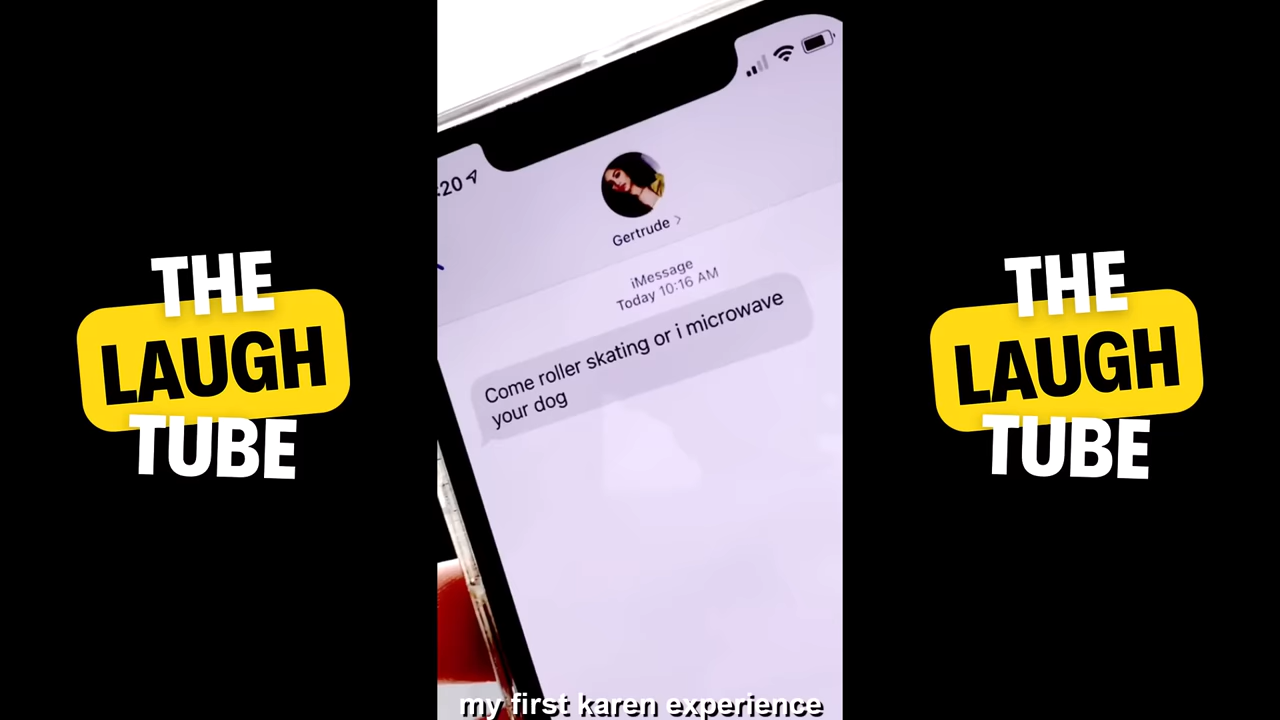 THE
LAUGH
TUBE
:20
Gertrude >
iMessage
Today 10:16 AM
Come roller skating or i microwave
your dog
my first karen experience
THE
LAUGH
TUBE